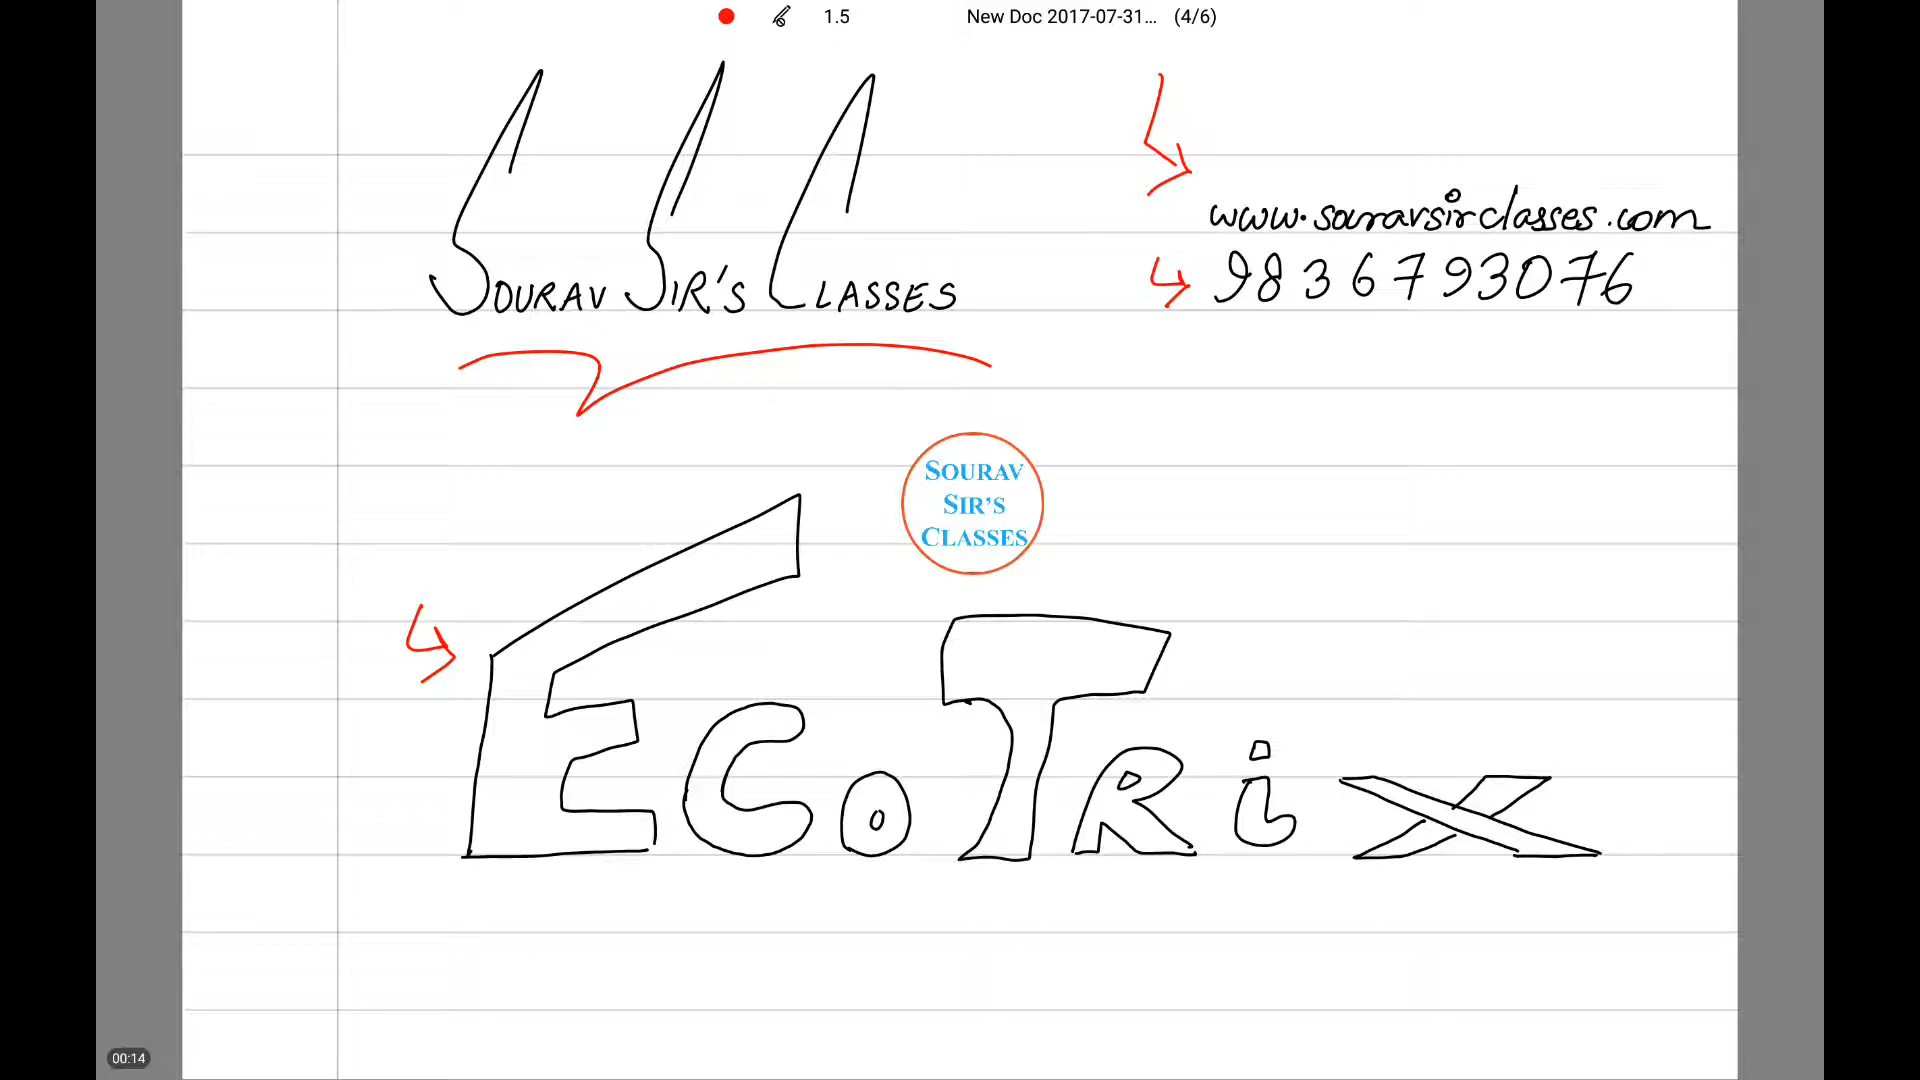 1.5 New Doc 2017-07-31... (4/6)
SOURAV SIR'S CLASSES
www.souravsirclasses.com
9836793076
SOURAV
SIR'S
CLASSES
ECoTRix
00:14